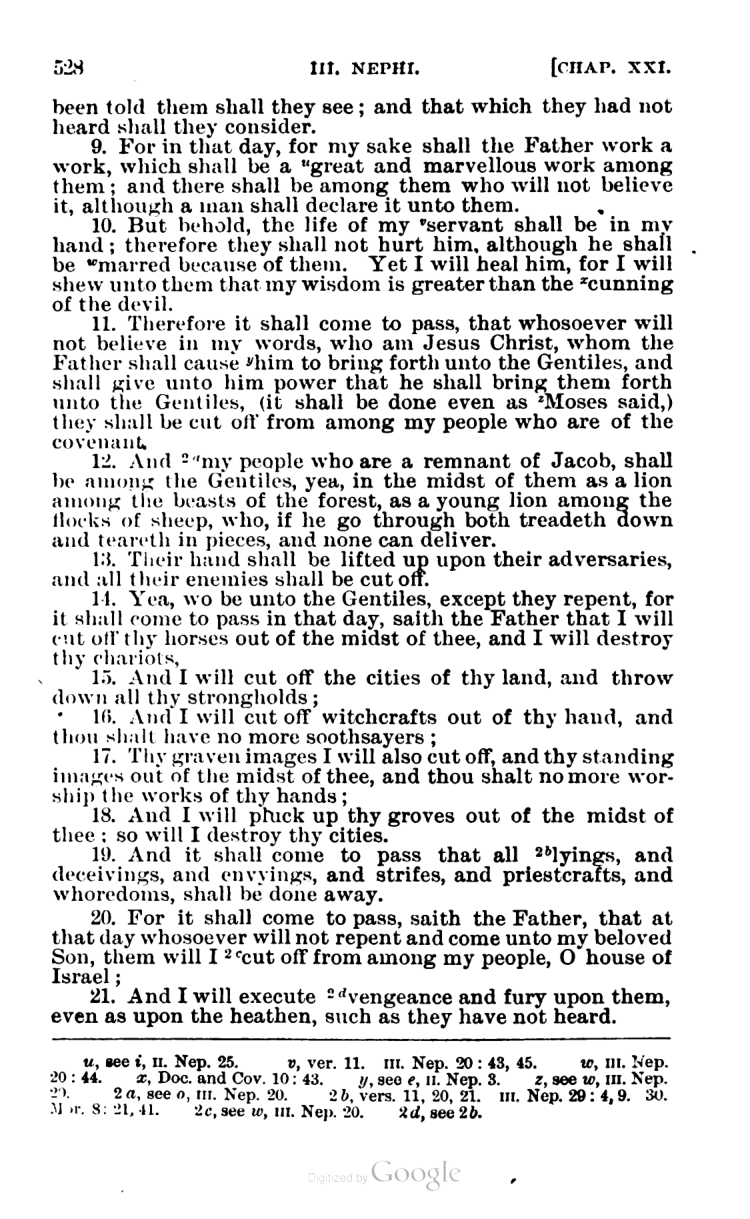 528 III. NEPHI. [CHAP. XXI.
been told them shall they see; and that which they had not
heard shall they consider.
9. For in that day, for my sake shall the Father work a
work, which shall be a ᵘgreat and marvellous work among
them; and there shall be among them who will not believe
it, although a man shall declare it unto them.
10. But behold, the life of my ᵛservant shall be in my
hand; therefore they shall not hurt him, although he shall
be ʷmarred because of them. Yet I will heal him, for I will
shew unto them that my wisdom is greater than the ˣcunning
of the devil.
11. Therefore it shall come to pass, that whosoever will
not believe in my words, who am Jesus Christ, whom the
Father shall cause ʸhim to bring forth unto the Gentiles, and
shall give unto him power that he shall bring them forth
unto the Gentiles, (it shall be done even as ᶻMoses said,)
they shall be cut off from among my people who are of the
covenant.
12. And ²ᵃmy people who are a remnant of Jacob, shall
be among the Gentiles, yea, in the midst of them as a lion
among the beasts of the forest, as a young lion among the
flocks of sheep, who, if he go through both treadeth down
and teareth in pieces, and none can deliver.
13. Their hand shall be lifted up upon their adversaries,
and all their enemies shall be cut off.
14. Yea, wo be unto the Gentiles, except they repent, for
it shall come to pass in that day, saith the Father that I will
cut off thy horses out of the midst of thee, and I will destroy
thy chariots,
15. And I will cut off the cities of thy land, and throw
down all thy strongholds;
16. And I will cut off witchcrafts out of thy hand, and
thou shalt have no more soothsayers;
17. Thy graven images I will also cut off, and thy standing
images out of the midst of thee, and thou shalt no more wor-
ship the works of thy hands;
18. And I will pluck up thy groves out of the midst of
thee; so will I destroy thy cities.
19. And it shall come to pass that all ²ᵇlyings, and
deceivings, and envyings, and strifes, and priestcrafts, and
whoredoms, shall be done away.
20. For it shall come to pass, saith the Father, that at
that day whosoever will not repent and come unto my beloved
Son, them will I ²ᶜcut off from among my people, O house of
Israel;
21. And I will execute ²ᵈvengeance and fury upon them,
even as upon the heathen, such as they have not heard.
u, see i, II. Nep. 25. v, ver. 11. III. Nep. 20:43, 45. w, III. Nep.
20:44. x, Doc. and Cov. 10:43. y, see e, II. Nep. 3. z, see w, III. Nep.
20. 2a, see o, III. Nep. 20. 2b, vers. 11, 20, 21. III. Nep. 29:4, 9. 30.
Mor. 8:21, 41. 2c, see w, III. Nep. 20. 2d, see 2b.
Digitized by Google